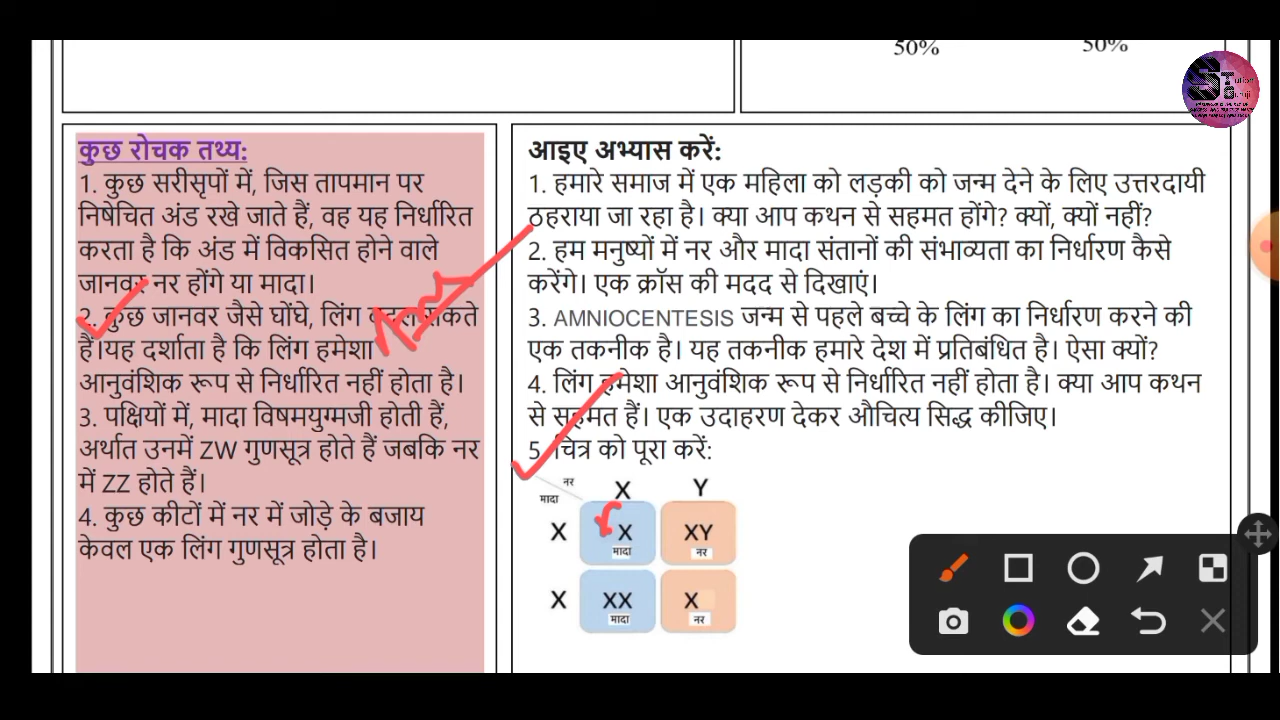 50%
50%
कुछ रोचक तथ्य:
1. कुछ सरीसृपों में, जिस तापमान पर
निषेचित अंड रखे जाते हैं, वह यह निर्धारित
करता है कि अंड में विकसित होने वाले
जानवर नर होंगे या मादा।
2. कुछ जानवर जैसे घोंघे, लिंग बदल सकते
हैं।यह दर्शाता है कि लिंग हमेशा
आनुवंशिक रूप से निर्धारित नहीं होता है।
3. पक्षियों में, मादा विषमयुग्मजी होती हैं,
अर्थात उनमें ZW गुणसूत्र होते हैं जबकि नर
में ZZ होते हैं।
4. कुछ कीटों में नर में जोड़े के बजाय
केवल एक लिंग गुणसूत्र होता है।
आइए अभ्यास करें:
1. हमारे समाज में एक महिला को लड़की को जन्म देने के लिए उत्तरदायी
ठहराया जा रहा है। क्या आप कथन से सहमत होंगे? क्यों, क्यों नहीं?
2. हम मनुष्यों में नर और मादा संतानों की संभाव्यता का निर्धारण कैसे
करेंगे। एक क्रॉस की मदद से दिखाएं।
3. AMNIOCENTESIS जन्म से पहले बच्चे के लिंग का निर्धारण करने की
एक तकनीक है। यह तकनीक हमारे देश में प्रतिबंधित है। ऐसा क्यों?
4. लिंग हमेशा आनुवंशिक रूप से निर्धारित नहीं होता है। क्या आप कथन
से सहमत हैं। एक उदाहरण देकर औचित्य सिद्ध कीजिए।
5. चित्र को पूरा करें:
नर
मादा
X Y
X X XY
मादा नर
X XX X
मादा नर